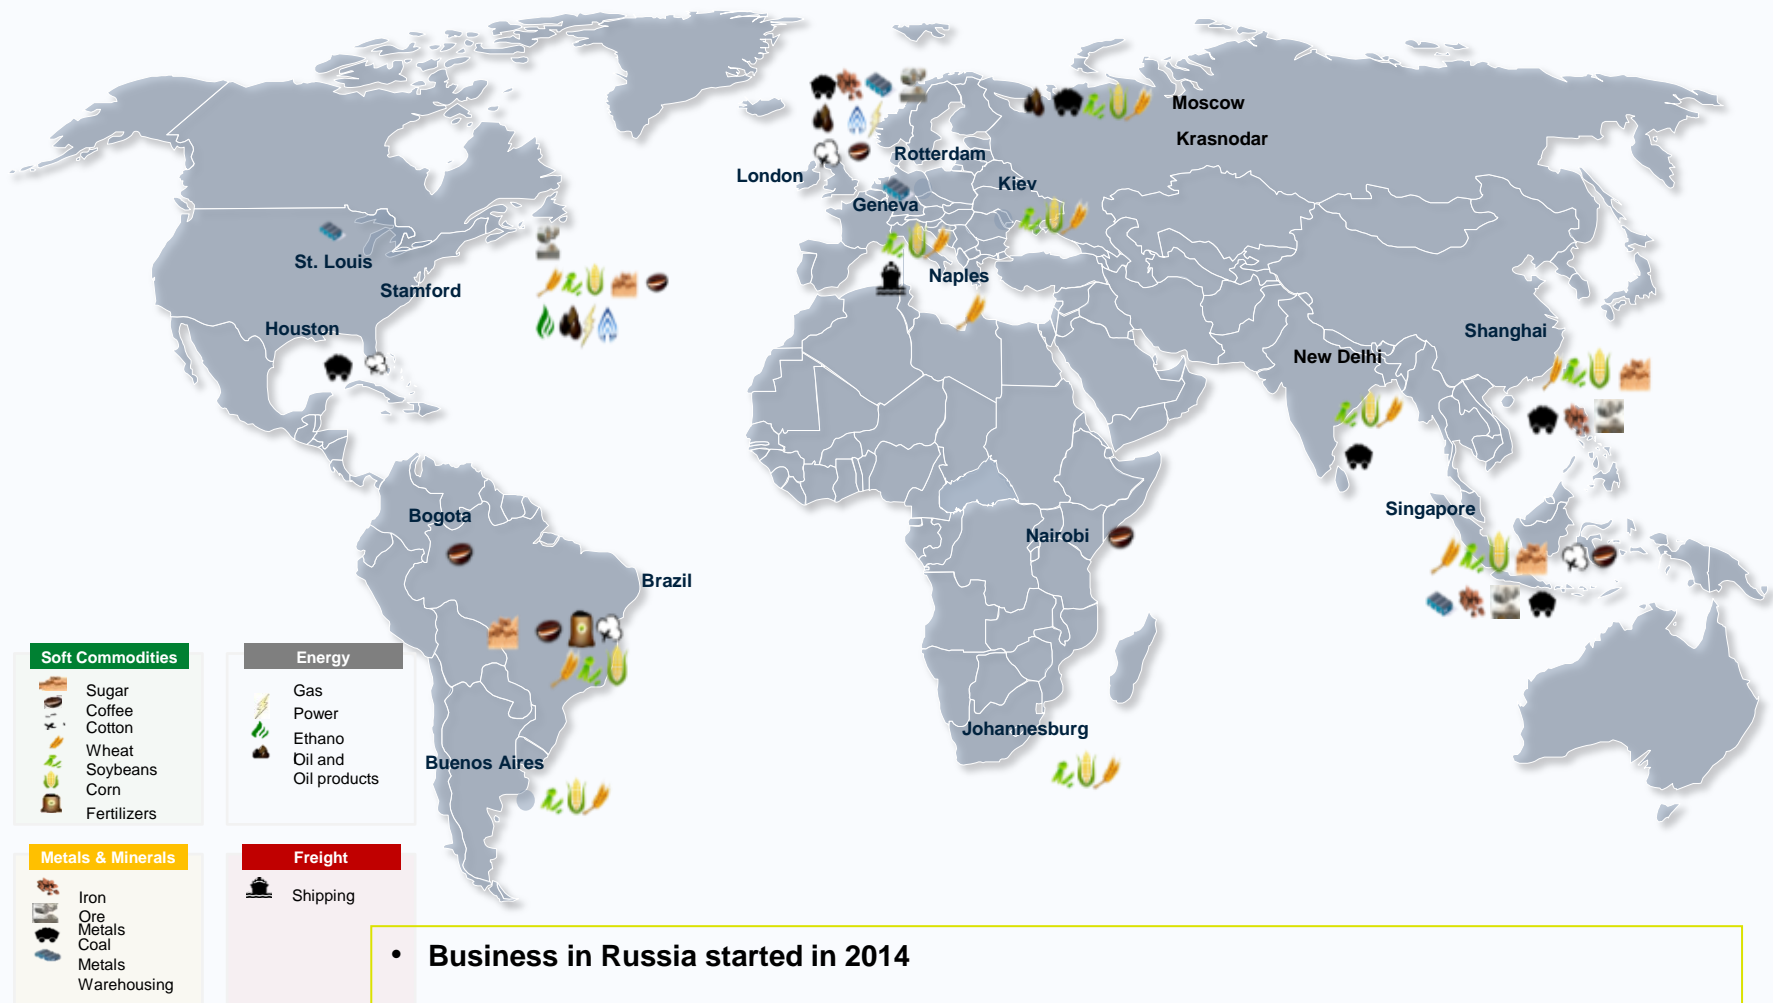 Moscow
Krasnodar
Rotterdam
London
Kiev
Geneva
St. Louis
Naples
Stamford
Houston
Shanghai
New Delhi
Singapore
Bogota
Nairobi
Brazil
Johannesburg
Buenos Aires
Soft Commodities
Sugar
Coffee
Cotton
Wheat
Soybeans
Corn
Fertilizers
Energy
Gas
Power
Ethano
l
Oil and
Oil products
Metals & Minerals
Iron
Ore
Metals
Coal
Metals
Warehousing
Freight
Shipping
• Business in Russia started in 2014